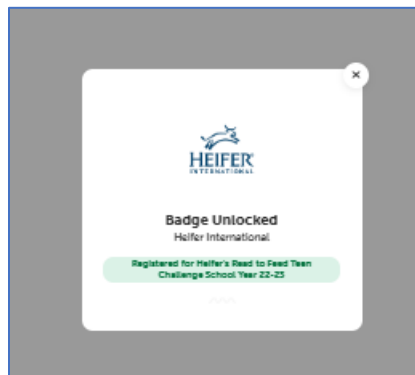 HEIFER
INTERNATIONAL
Badge Unlocked
Heifer International
Registered for Heifer's Read to Feed Teen
Challenge School Year 22-23